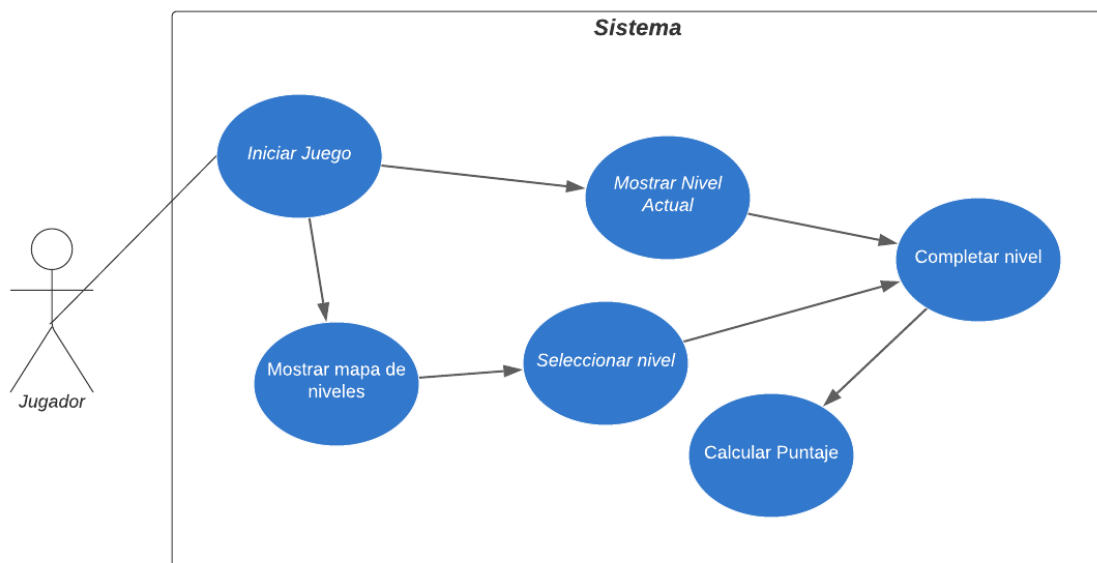 Sistema
Iniciar Juego
Mostrar Nivel
Actual
Completar nivel
Mostrar mapa de
niveles
Seleccionar nivel
Jugador
Calcular Puntaje